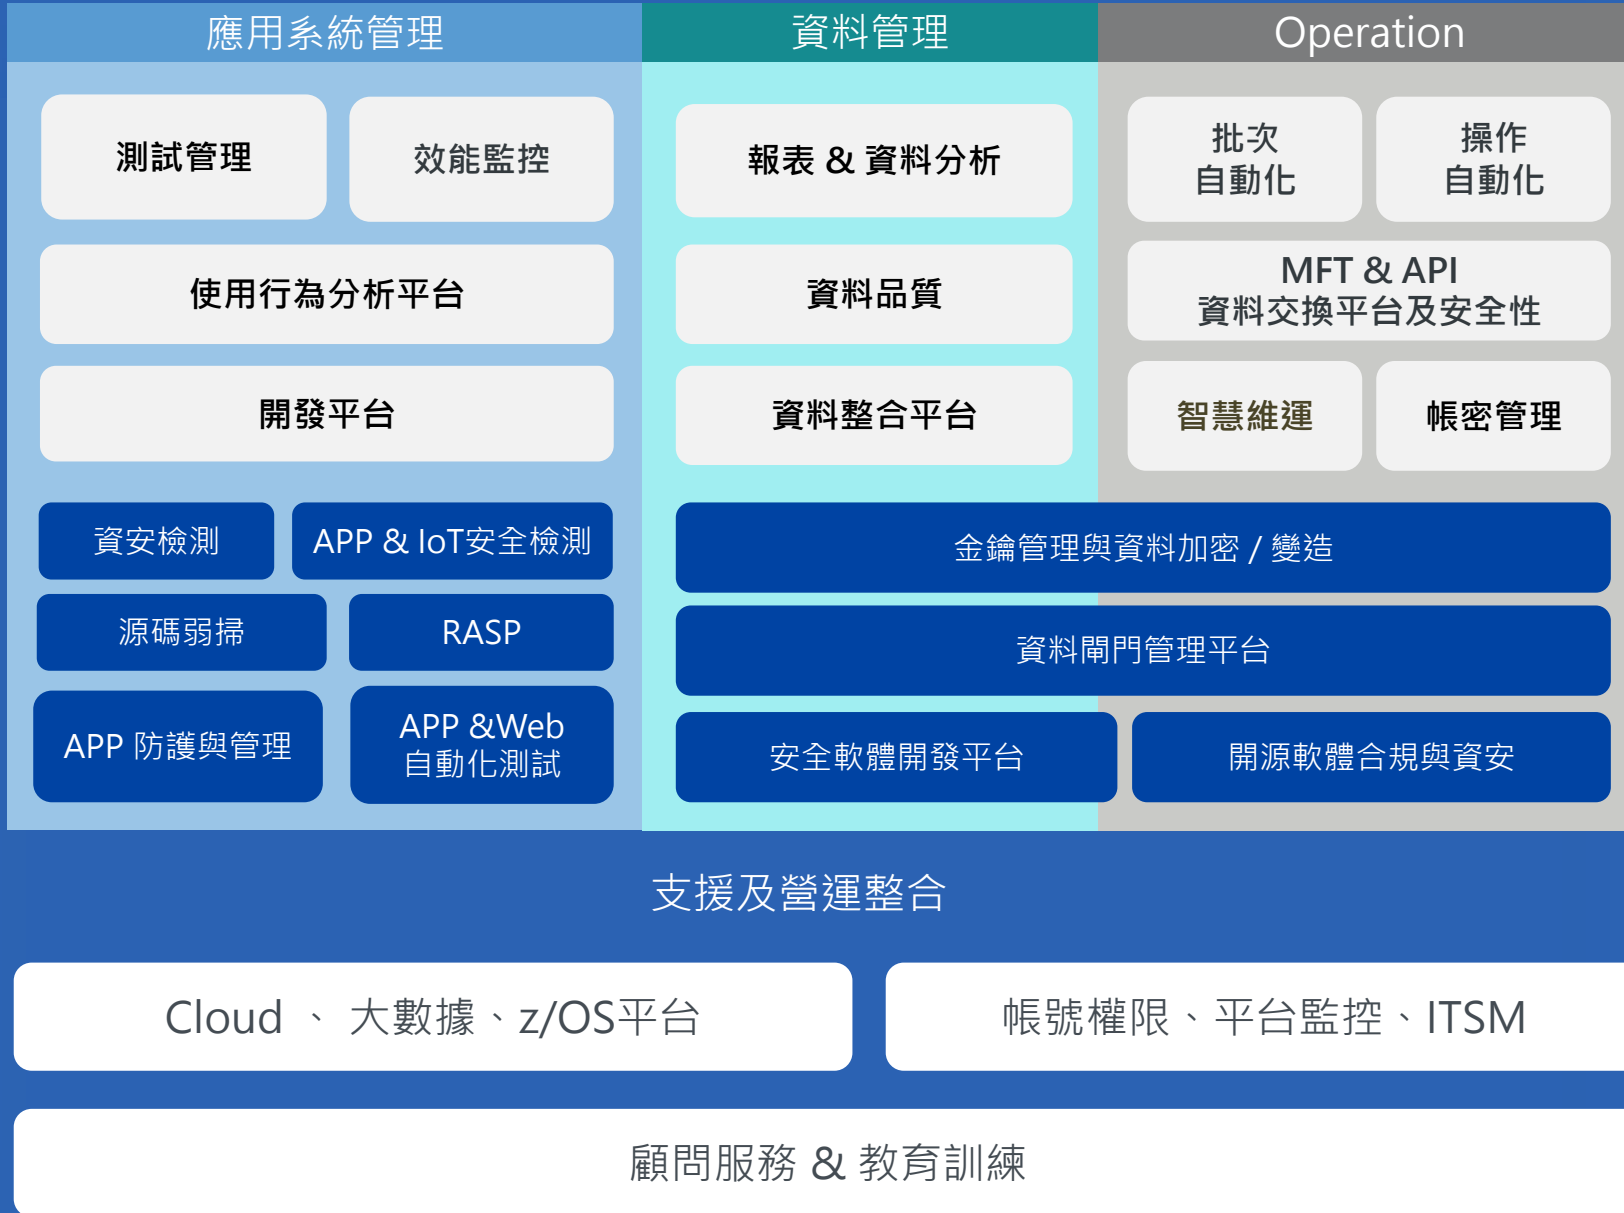 應用系統管理
資料管理
Operation
測試管理
效能監控
使用行為分析平台
開發平台
資安檢測
APP & IoT安全檢測
源碼弱掃
RASP
APP 防護與管理
APP &Web
自動化測試
報表 & 資料分析
資料品質
資料整合平台
批次
自動化
操作
自動化
MFT & API
資料交換平台及安全性
智慧維運
帳密管理
金鑰管理與資料加密 / 變造
資料閘門管理平台
安全軟體開發平台
開源軟體合規與資安
支援及營運整合
Cloud 、 大數據、z/OS平台
帳號權限、平台監控、ITSM
顧問服務 & 教育訓練